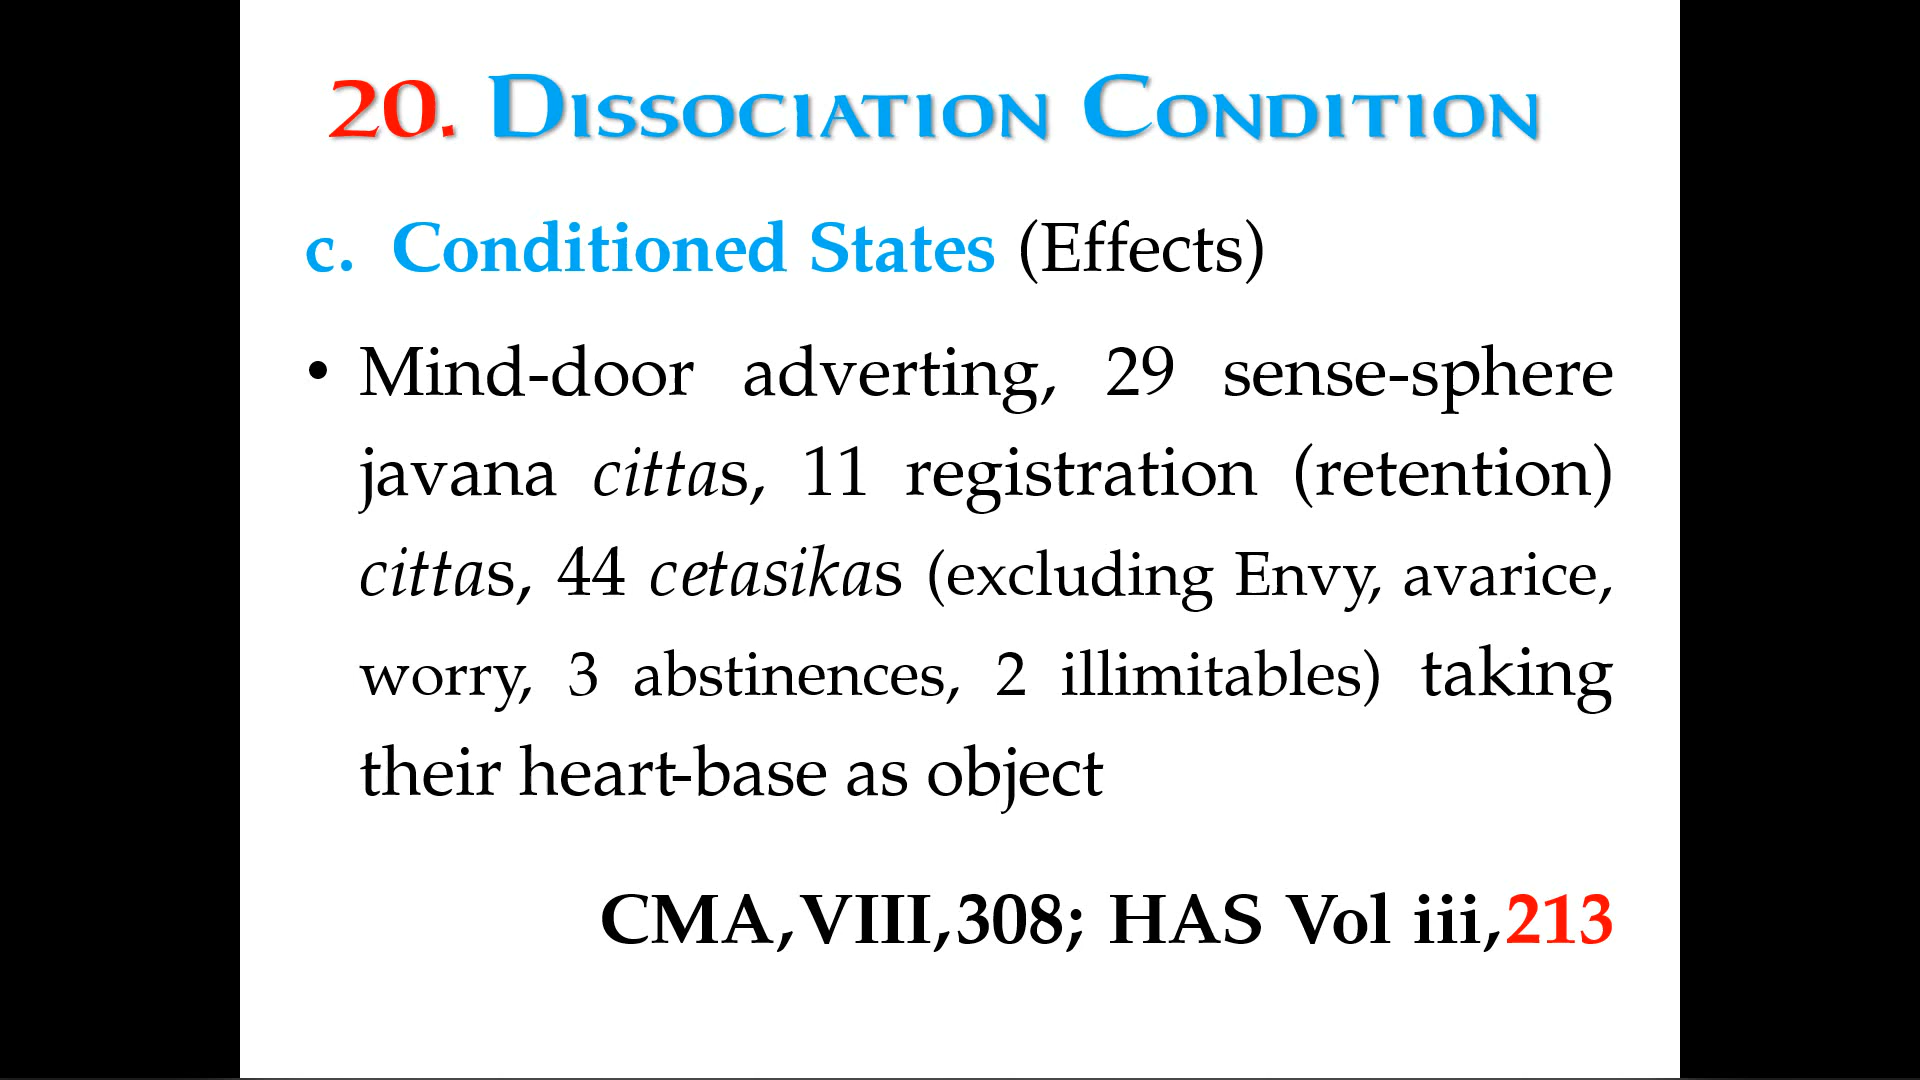 20. Dissociation Condition
c. Conditioned States (Effects)
• Mind-door adverting, 29 sense-sphere
javana cittas, 11 registration (retention)
cittas, 44 cetasikas (excluding Envy, avarice,
worry, 3 abstinences, 2 illimitables) taking
their heart-base as object
CMA,VIII,308; HAS Vol iii,213